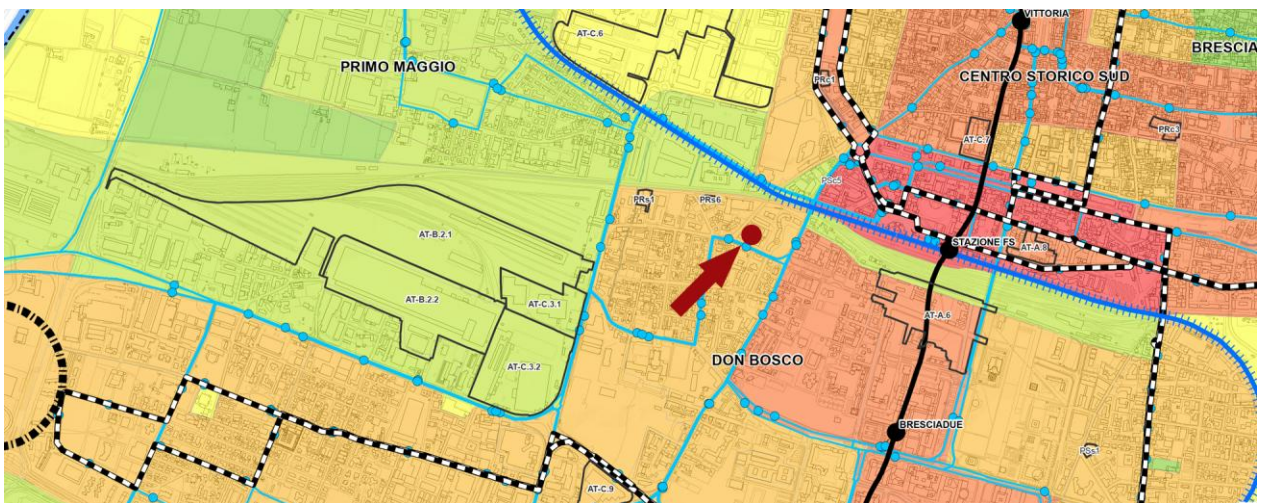 VITTORIA
AT-C.6
BRESCIA
PRIMO MAGGIO
CENTRO STORICO SUD
PRc1
PRc3
AT-C.7
PSc5
PRs1
PRs6
AT-B.2.1
STAZIONE FS
AT-A.8
AT-B.2.2
AT-C.3.1
AT-A.6
DON BOSCO
AT-C.3.2
BRESCIADUE
PSs1
AT-C.9